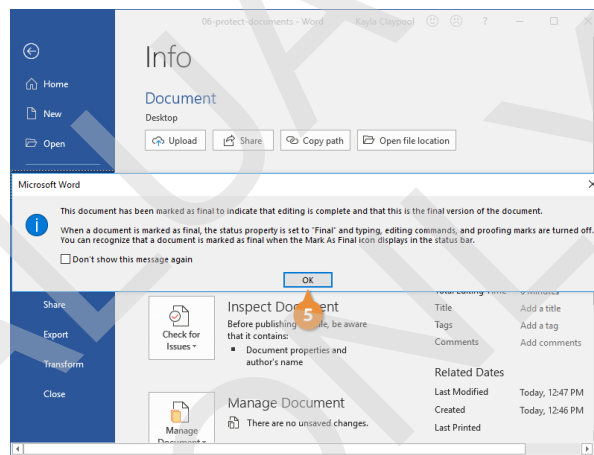 06-protect-documents - Word Kayla Claypool ?
Info
Home
New
Open
Document
Desktop
Upload Share Copy path Open file location
Microsoft Word
This document has been marked as final to indicate that editing is complete and that this is the final version of the document.
When a document is marked as final, the status property is set to "Final" and typing, editing commands, and proofing marks are turned off.
You can recognize that a document is marked as final when the Mark As Final icon displays in the status bar.
Don't show this message again
OK
5
Share
Export
Transform
Close
Check for
Issues
Inspect Document
Before publishing file, be aware
that it contains:
Document properties and
author's name
Manage
Document
Manage Document
There are no unsaved changes.
Title Add a title
Tags Add a tag
Comments Add comments
Related Dates
Last Modified Today, 12:47 PM
Created Today, 12:46 PM
Last Printed